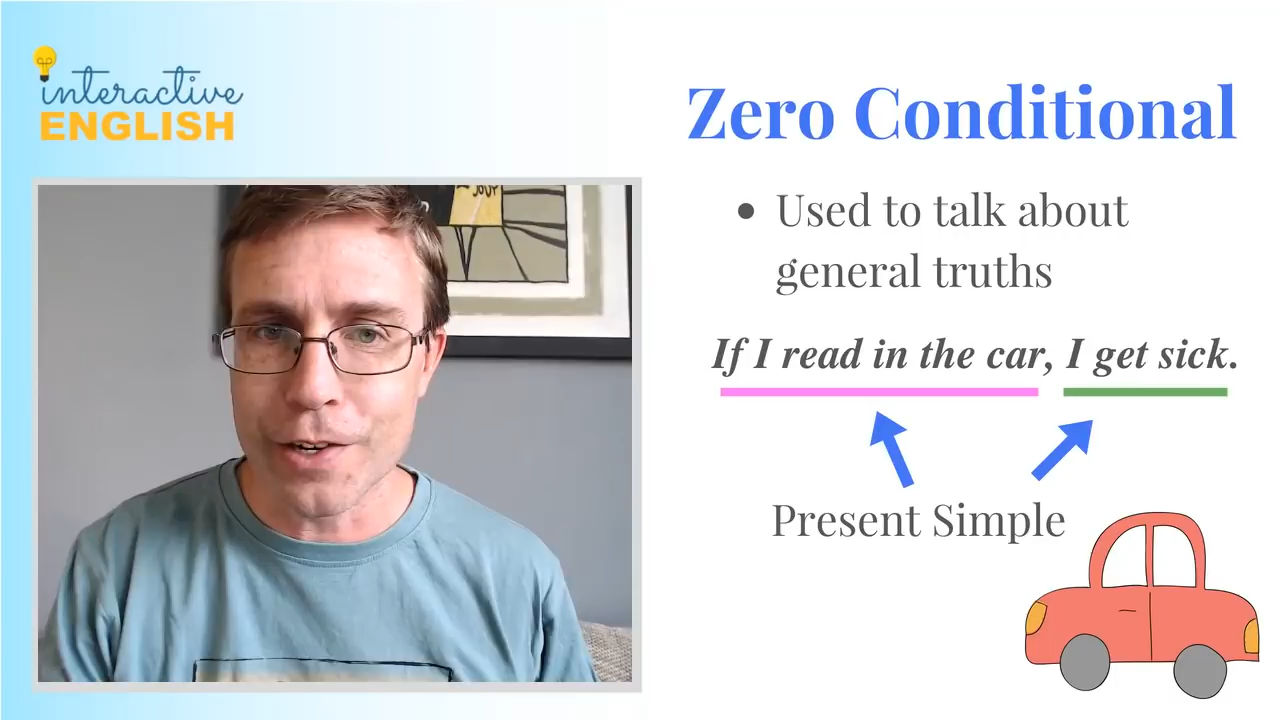 interactive
ENGLISH
Zero Conditional
• Used to talk about
general truths
If I read in the car, I get sick.
Present Simple